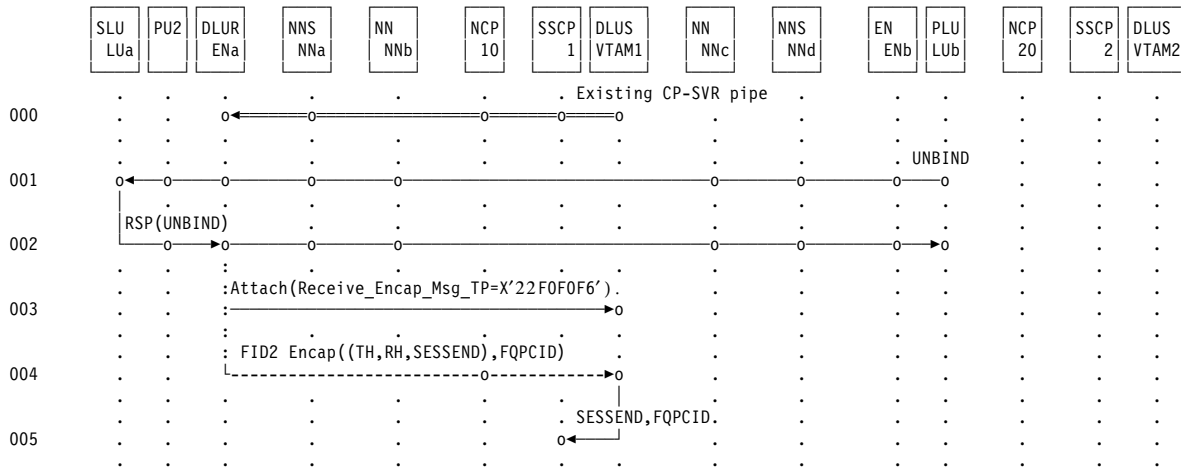 SLU PU2 DLUR NNS NN NCP SSCP DLUS NN NNS EN PLU NCP SSCP DLUS
LUa ENa NNa NNb 10 1 VTAM1 NNc NNd ENb LUb 20 2 VTAM2
Existing CP-SVR pipe
000
UNBIND
001
RSP(UNBIND)
002
Attach(Receive_Encap_Msg_TP=X'22F0F0F6').
003
FID2 Encap((TH,RH,SESSEND),FQPCID)
004
SESSEND,FQPCID
005